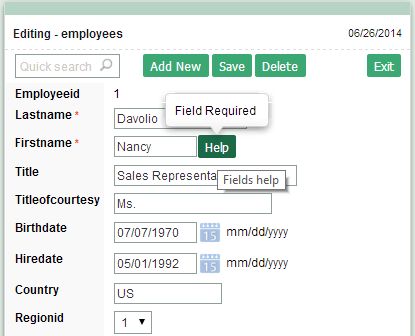 Editing - employees 06/26/2014
Quick search Add New Save Delete Exit
Employeeid 1
Field Required
Lastname * Davolio
Firstname * Nancy Help
Title Sales Representa
Fields help
Titleofcourtesy Ms.
Birthdate 07/07/1970 15 mm/dd/yyyy
Hiredate 05/01/1992 15 mm/dd/yyyy
Country US
Regionid 1